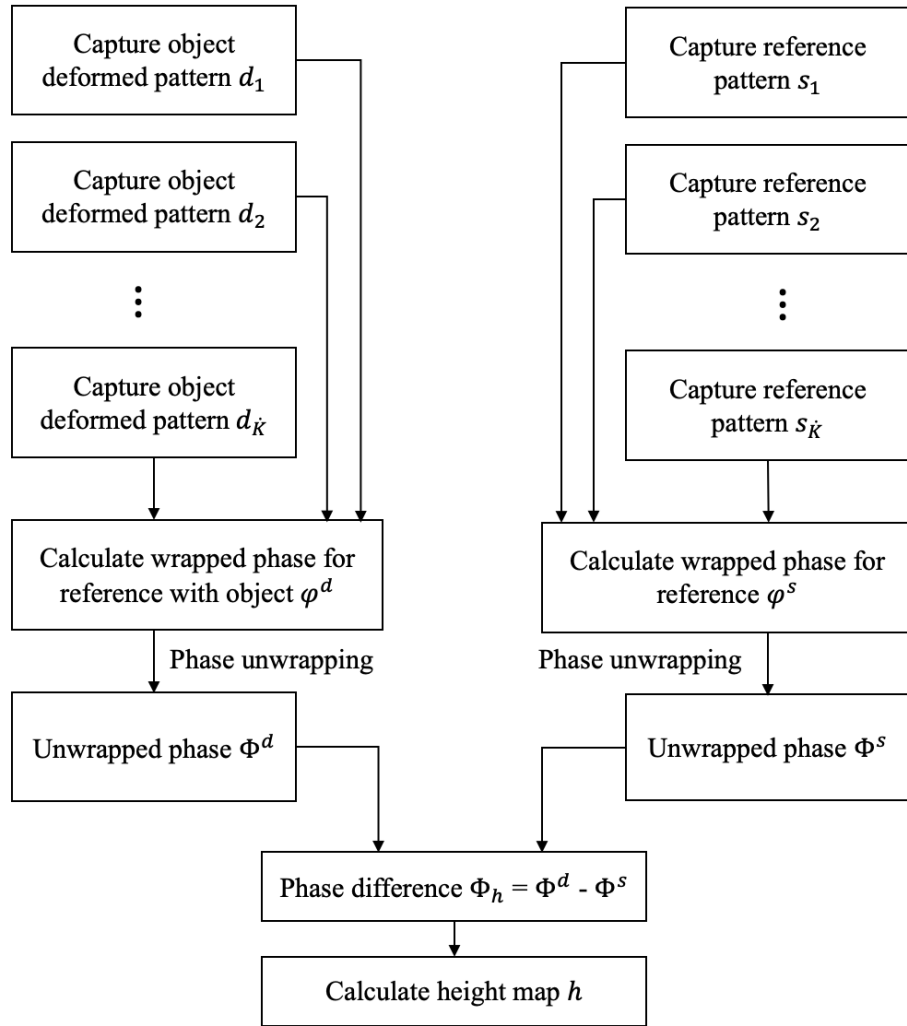 Capture object
deformed pattern d₁
Capture reference
pattern s₁
Capture object
deformed pattern d₂
Capture reference
pattern s₂
⋮
⋮
Capture object
deformed pattern d_K̇
Capture reference
pattern s_K̇
Calculate wrapped phase for
reference with object φᵈ
Calculate wrapped phase for
reference φˢ
Phase unwrapping
Phase unwrapping
Unwrapped phase Φᵈ
Unwrapped phase Φˢ
Phase difference Φₕ = Φᵈ - Φˢ
Calculate height map h